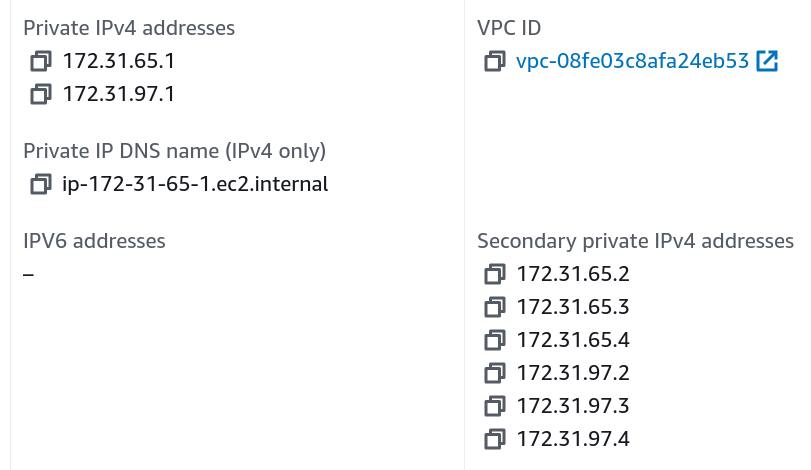 Private IPv4 addresses
172.31.65.1
172.31.97.1
Private IP DNS name (IPv4 only)
ip-172-31-65-1.ec2.internal
IPV6 addresses
–
VPC ID
vpc-08fe03c8afa24eb53
Secondary private IPv4 addresses
172.31.65.2
172.31.65.3
172.31.65.4
172.31.97.2
172.31.97.3
172.31.97.4